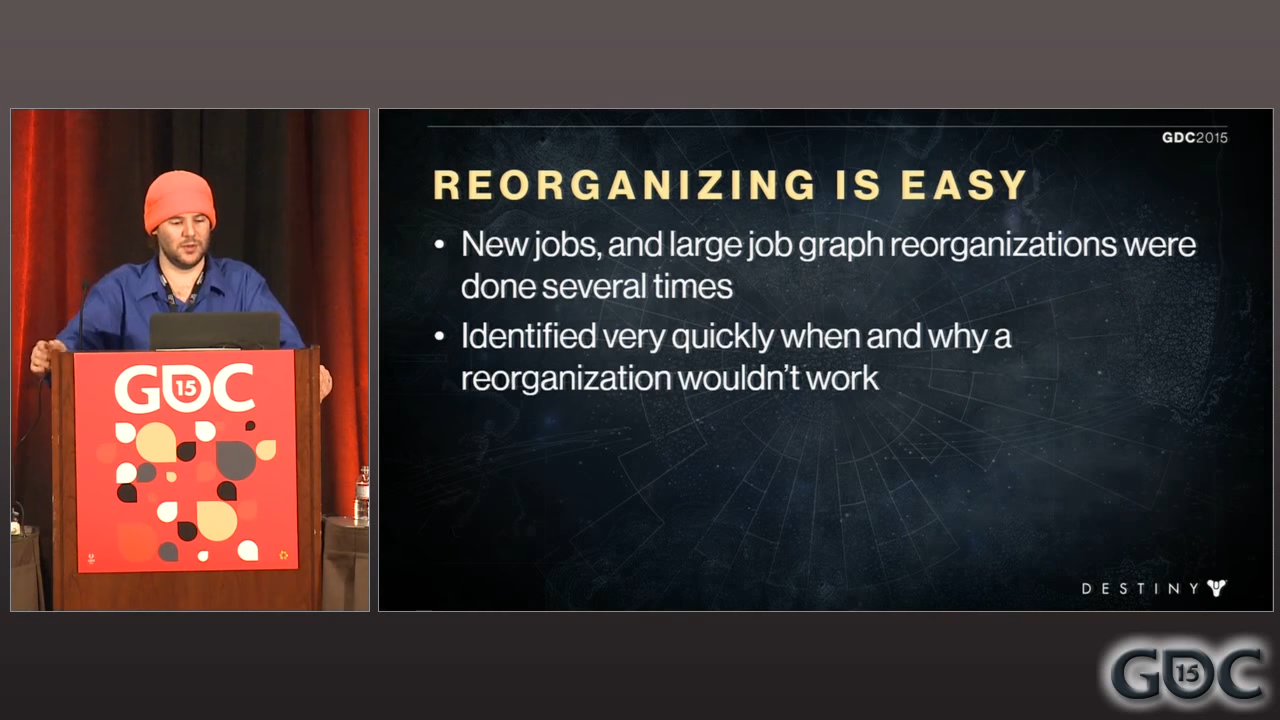 GDC2015
REORGANIZING IS EASY
• New jobs, and large job graph reorganizations were
done several times
• Identified very quickly when and why a
reorganization wouldn't work
GDC
15
DESTINY
GDC
15